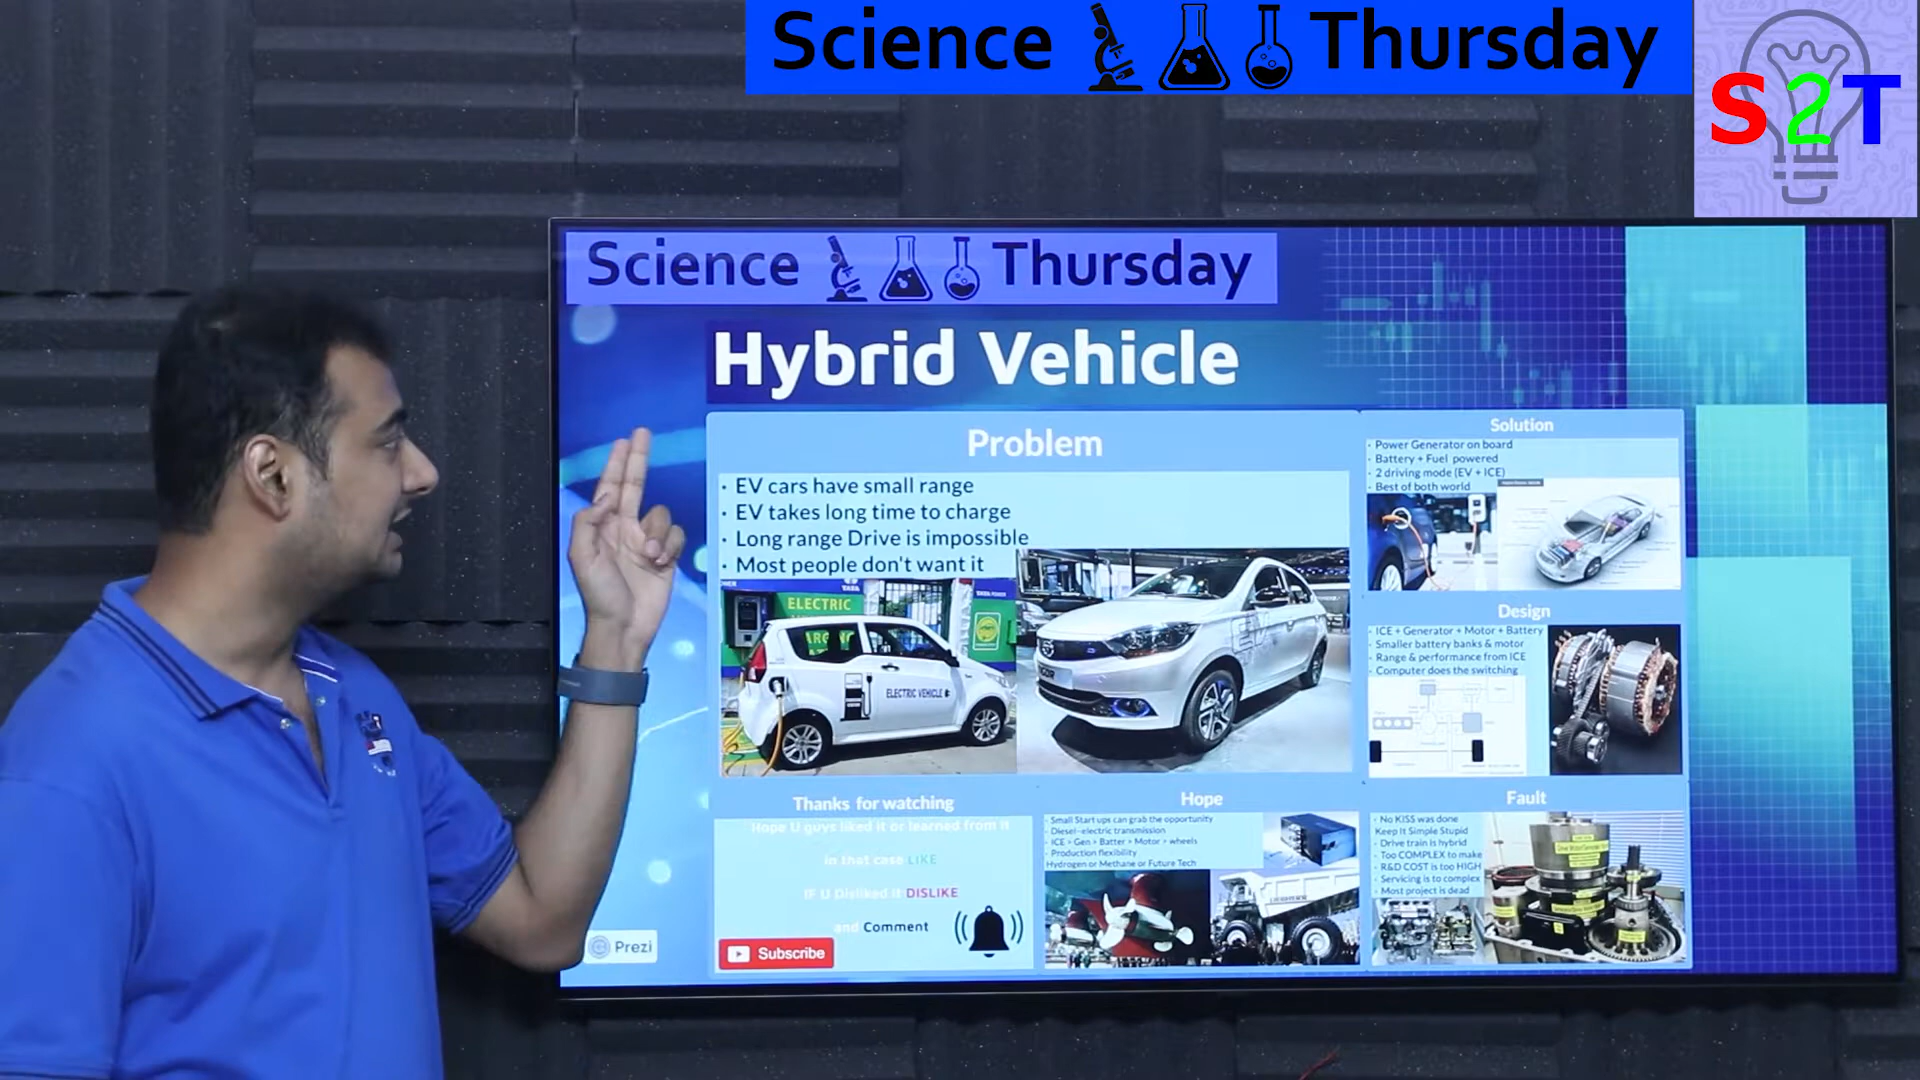 Science Thursday
S2T
Science Thursday
Hybrid Vehicle
Problem
· EV cars have small range
· EV takes long time to charge
· Long range Drive is impossible
· Most people don't want it
ELECTRIC
ELECTRIC VEHICLE
Solution
· Power Generator on board
· Battery + Fuel powered
· 2 driving mode (EV + ICE)
· Best of both world
Design
· ICE + Generator + Motor + Battery
· Smaller battery banks & motor
· Range & performance from ICE
· Computer does the switching
Thanks for watching
Hope U guys liked it or learned from it
in that case LIKE
IF U Disliked it DISLIKE
and Comment
Subscribe
Prezi
Hope
· Small Start ups can grab the opportunity
· Diesel-electric transmission
· ICE > Gen > Batter > Motor > wheels
· Production flexibility
Hydrogen or Methane or Future Tech
Fault
· No KISS was done
Keep It Simple Stupid
· Drive train is hybrid
· Too COMPLEX to make
· R&D COST is too HIGH
· Servicing is to complex
· Most project is dead